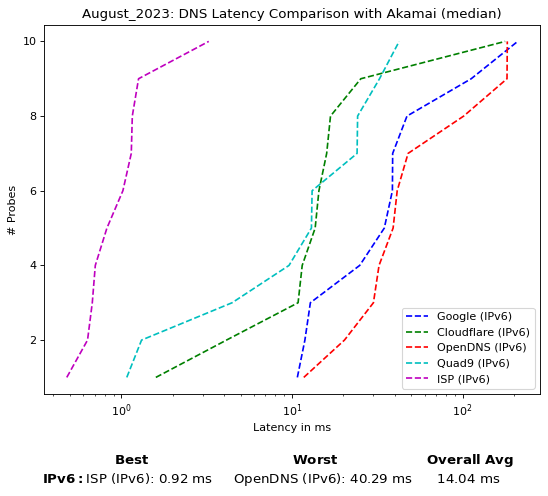 August_2023: DNS Latency Comparison with Akamai (median)
10
8
6
4
2
# Probes
10⁰
10¹
10²
Latency in ms
Google (IPv6)
Cloudflare (IPv6)
OpenDNS (IPv6)
Quad9 (IPv6)
ISP (IPv6)
Best Worst Overall Avg
IPv6: ISP (IPv6): 0.92 ms OpenDNS (IPv6): 40.29 ms 14.04 ms